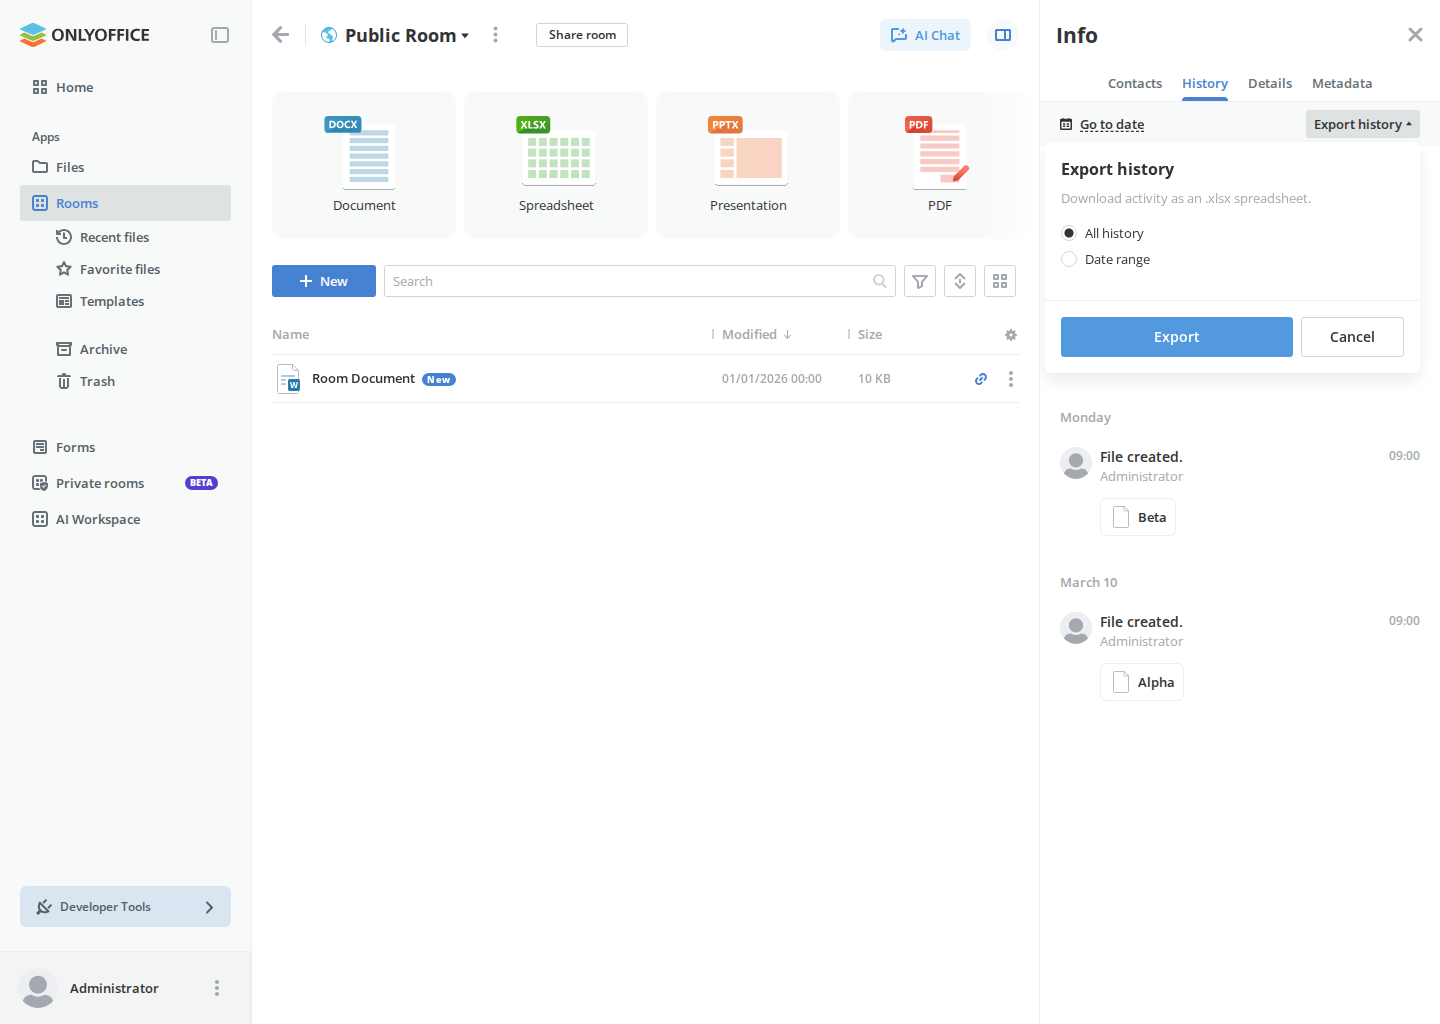 ONLYOFFICE
Home
Apps
Files
Rooms
Recent files
Favorite files
Templates
Archive
Trash
Forms
Private rooms BETA
AI Workspace
Developer Tools
Administrator
Public Room
Share room
AI Chat
DOCX
Document
XLSX
Spreadsheet
PPTX
Presentation
PDF
PDF
New
Search
Name Modified Size
W
Room Document New 01/01/2026 00:00 10 KB
Info
Contacts History Details Metadata
Go to date Export history
Export history
Download activity as an .xlsx spreadsheet.
All history
Date range
Export Cancel
Monday
File created. 09:00
Administrator
Beta
March 10
File created. 09:00
Administrator
Alpha